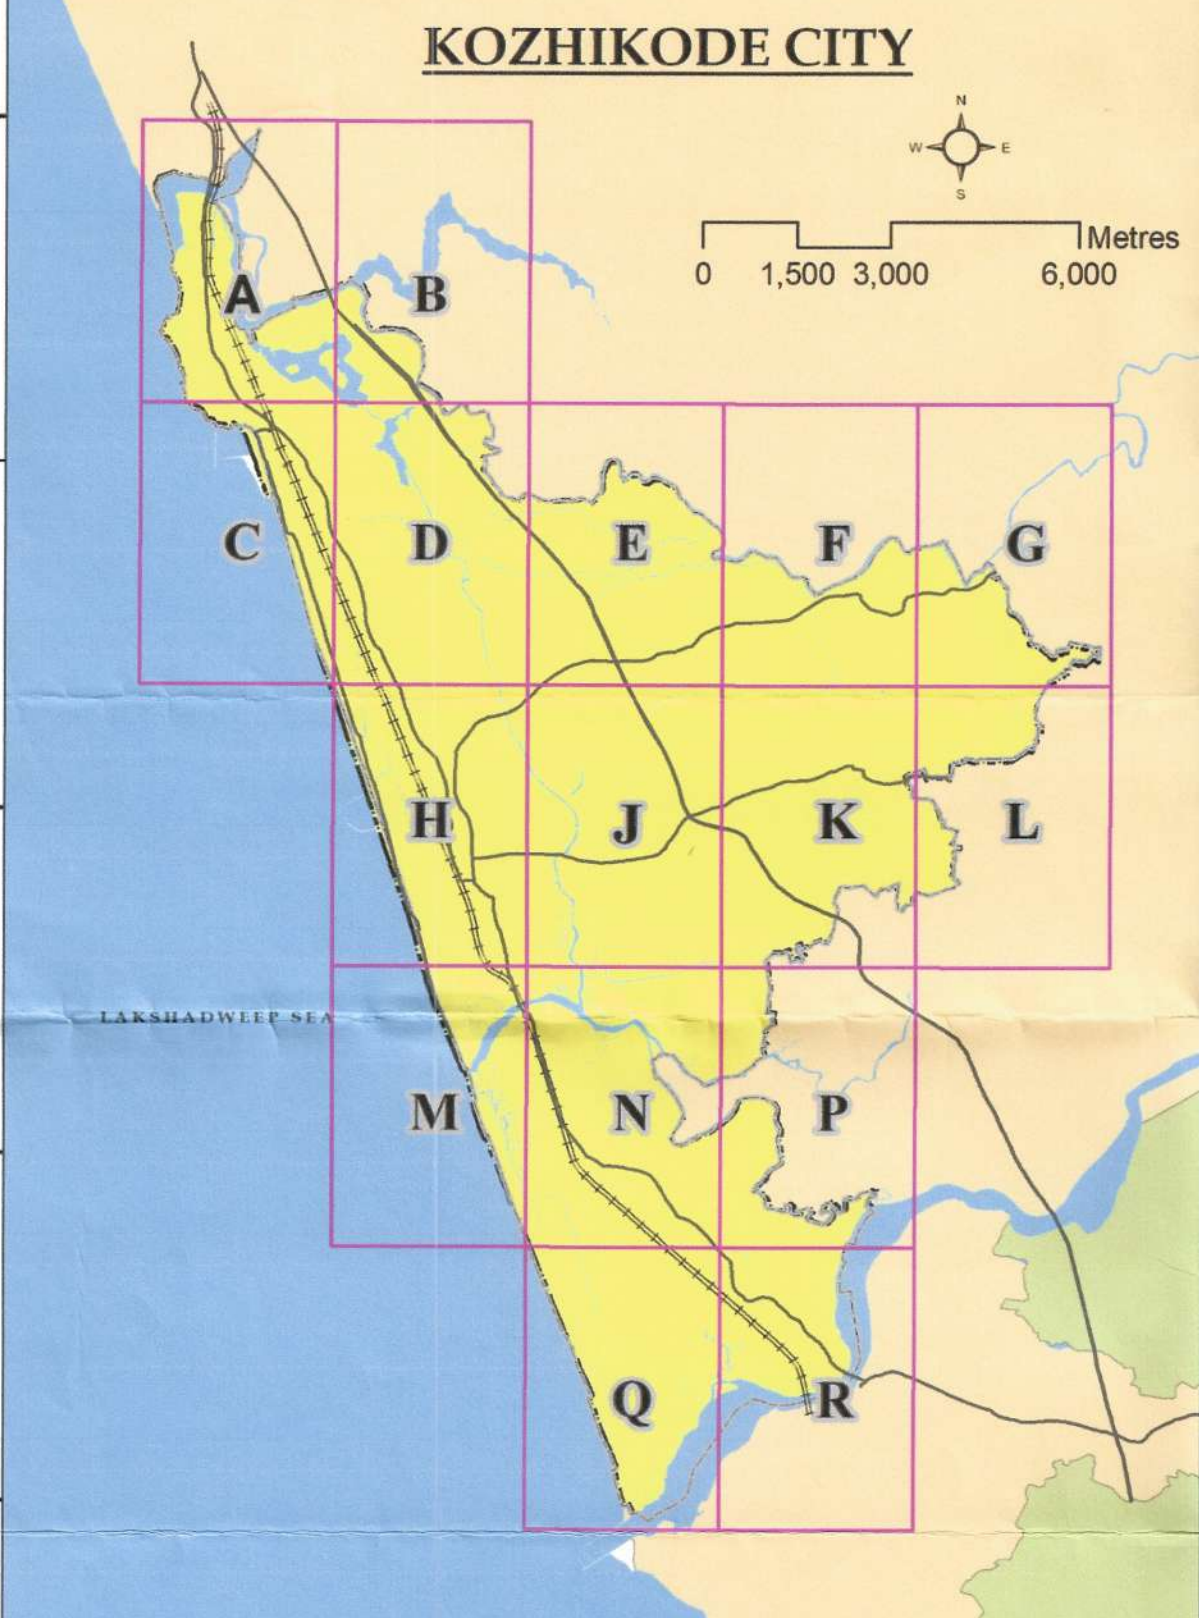 KOZHIKODE CITY
N
W E
S
Metres
0 1,500 3,000 6,000
A B
C D E F G
H J K L
LAKSHADWEEP SEA
M N P
Q R